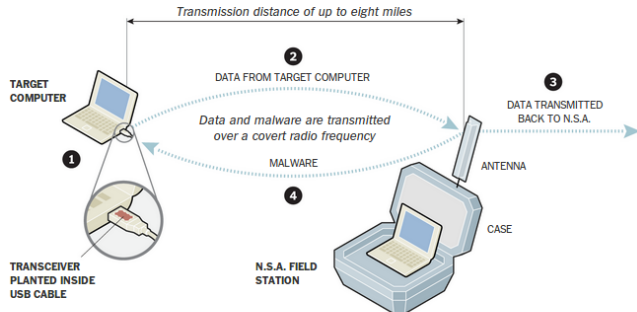 Transmission distance of up to eight miles
2
DATA FROM TARGET COMPUTER
TARGET
COMPUTER
3
DATA TRANSMITTED
BACK TO N.S.A.
Data and malware are transmitted
over a covert radio frequency
1
MALWARE
4
ANTENNA
CASE
TRANSCEIVER
PLANTED INSIDE
USB CABLE
N.S.A. FIELD
STATION